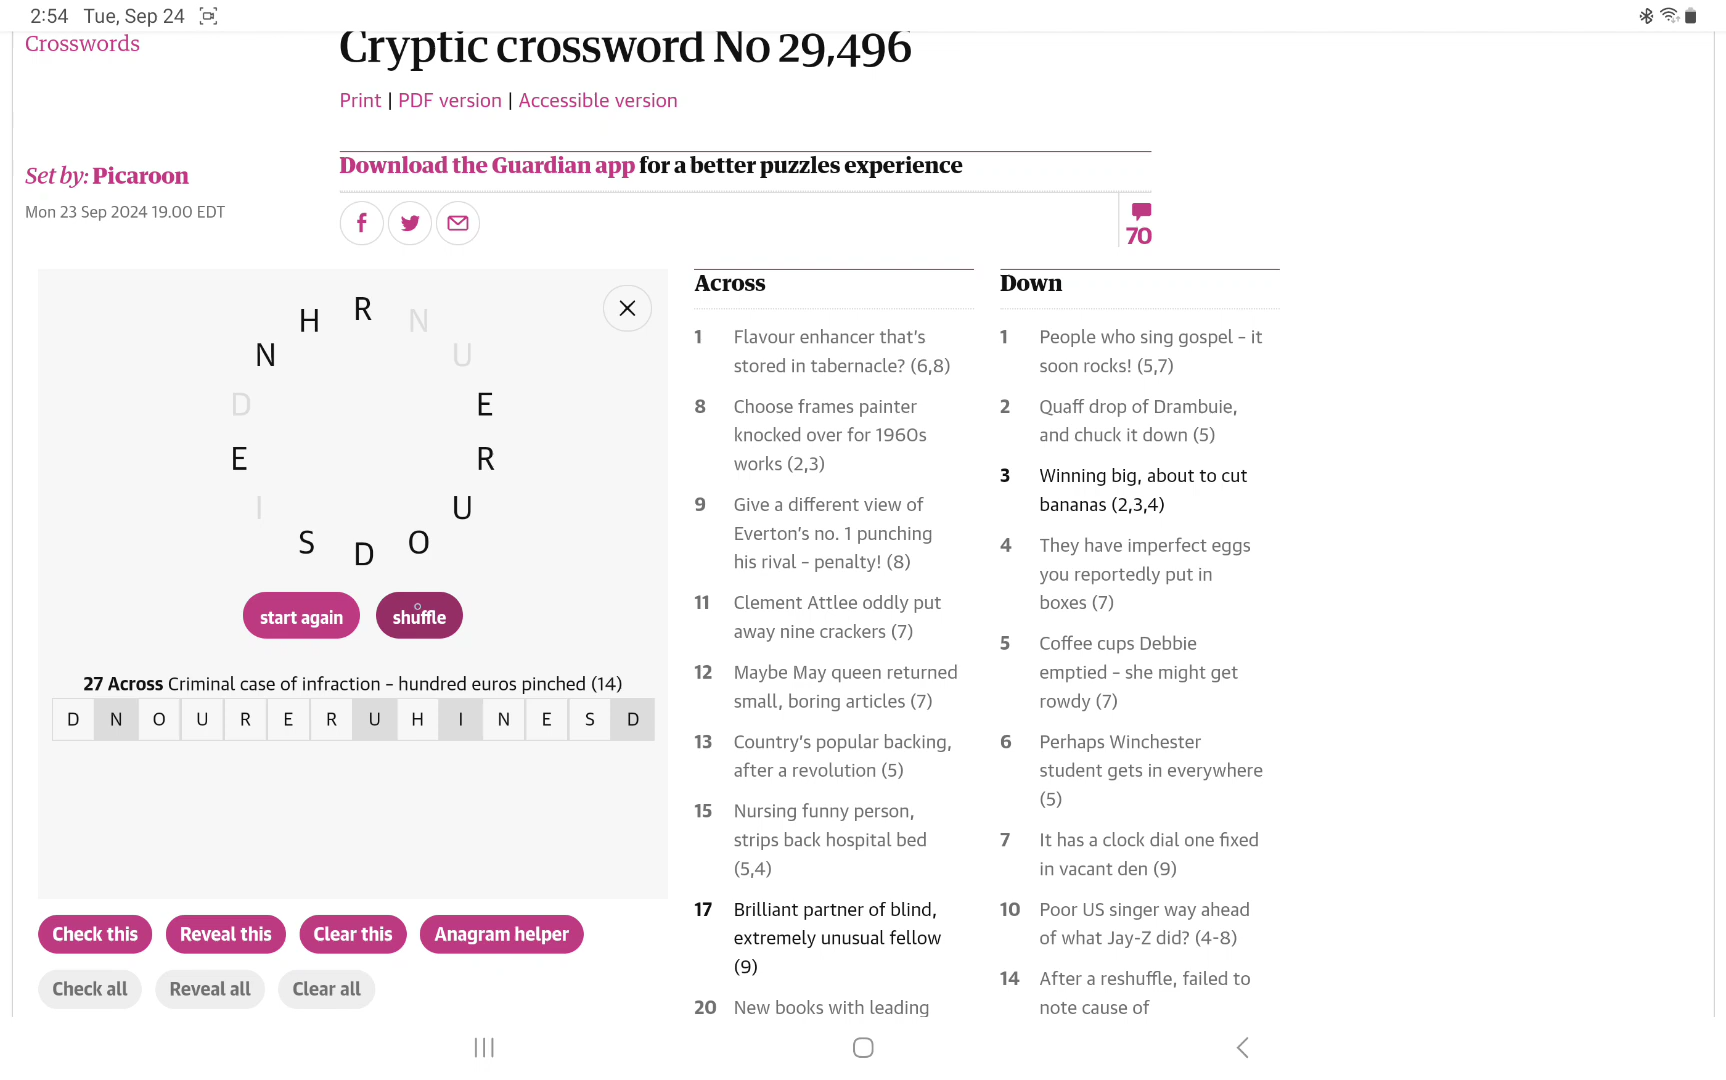 2:54 Tue, Sep 24
Crosswords
Cryptic crossword No 29,496
Print | PDF version | Accessible version
Set by: Picaroon
Mon 23 Sep 2024 19.00 EDT
Download the Guardian app for a better puzzles experience
70
R
N
U
E
R
U
O
D
S
I
E
D
N
H
start again
shuffle
27 Across Criminal case of infraction – hundred euros pinched (14)
D N O U R E R U H I N E S D
Check this
Reveal this
Clear this
Anagram helper
Check all
Reveal all
Clear all
Across
1 Flavour enhancer that's
stored in tabernacle? (6,8)
8 Choose frames painter
knocked over for 1960s
works (2,3)
9 Give a different view of
Everton's no. 1 punching
his rival – penalty! (8)
11 Clement Attlee oddly put
away nine crackers (7)
12 Maybe May queen returned
small, boring articles (7)
13 Country's popular backing,
after a revolution (5)
15 Nursing funny person,
strips back hospital bed
(5,4)
17 Brilliant partner of blind,
extremely unusual fellow
(9)
20 New books with leading
Down
1 People who sing gospel – it
soon rocks! (5,7)
2 Quaff drop of Drambuie,
and chuck it down (5)
3 Winning big, about to cut
bananas (2,3,4)
4 They have imperfect eggs
you reportedly put in
boxes (7)
5 Coffee cups Debbie
emptied – she might get
rowdy (7)
6 Perhaps Winchester
student gets in everywhere
(5)
7 It has a clock dial one fixed
in vacant den (9)
10 Poor US singer way ahead
of what Jay-Z did? (4-8)
14 After a reshuffle, failed to
note cause of